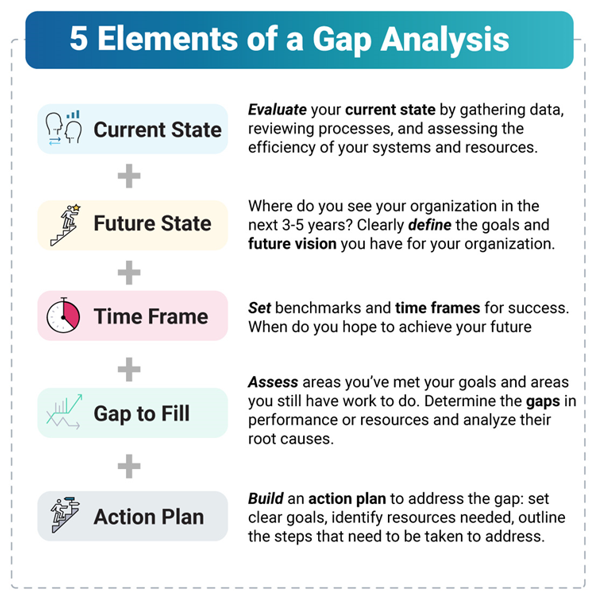 5 Elements of a Gap Analysis
Current State
Evaluate your current state by gathering data,
reviewing processes, and assessing the
efficiency of your systems and resources.
+
Future State
Where do you see your organization in the
next 3-5 years? Clearly define the goals and
future vision you have for your organization.
+
Time Frame
Set benchmarks and time frames for success.
When do you hope to achieve your future
+
Gap to Fill
Assess areas you've met your goals and areas
you still have work to do. Determine the gaps in
performance or resources and analyze their
root causes.
+
Action Plan
Build an action plan to address the gap: set
clear goals, identify resources needed, outline
the steps that need to be taken to address.